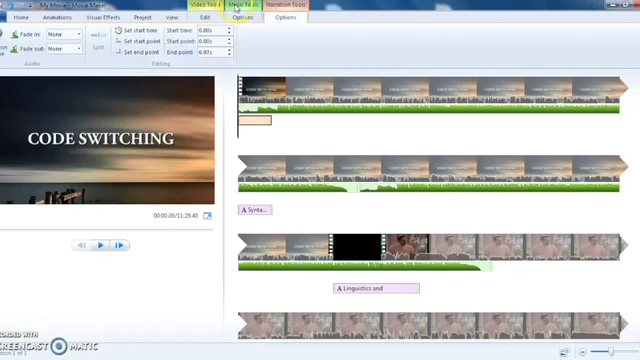 My Movie - Movie Maker
Video Tool
Music Tools
Narration Tools
Home
Animations
Visual Effects
Project
View
Edit
Options
Options
Fade in: None
Fade out: None
Audio
Split
Set start time
Set start point
Set end point
Start time: 0.00s
Start point: 0.00s
End point: 6.97s
Editing
CODE SWITCHING
00:00.00/11:29.40
A Synta...
A Linguistics and
RECORDED WITH
SCREENCAST MATIC